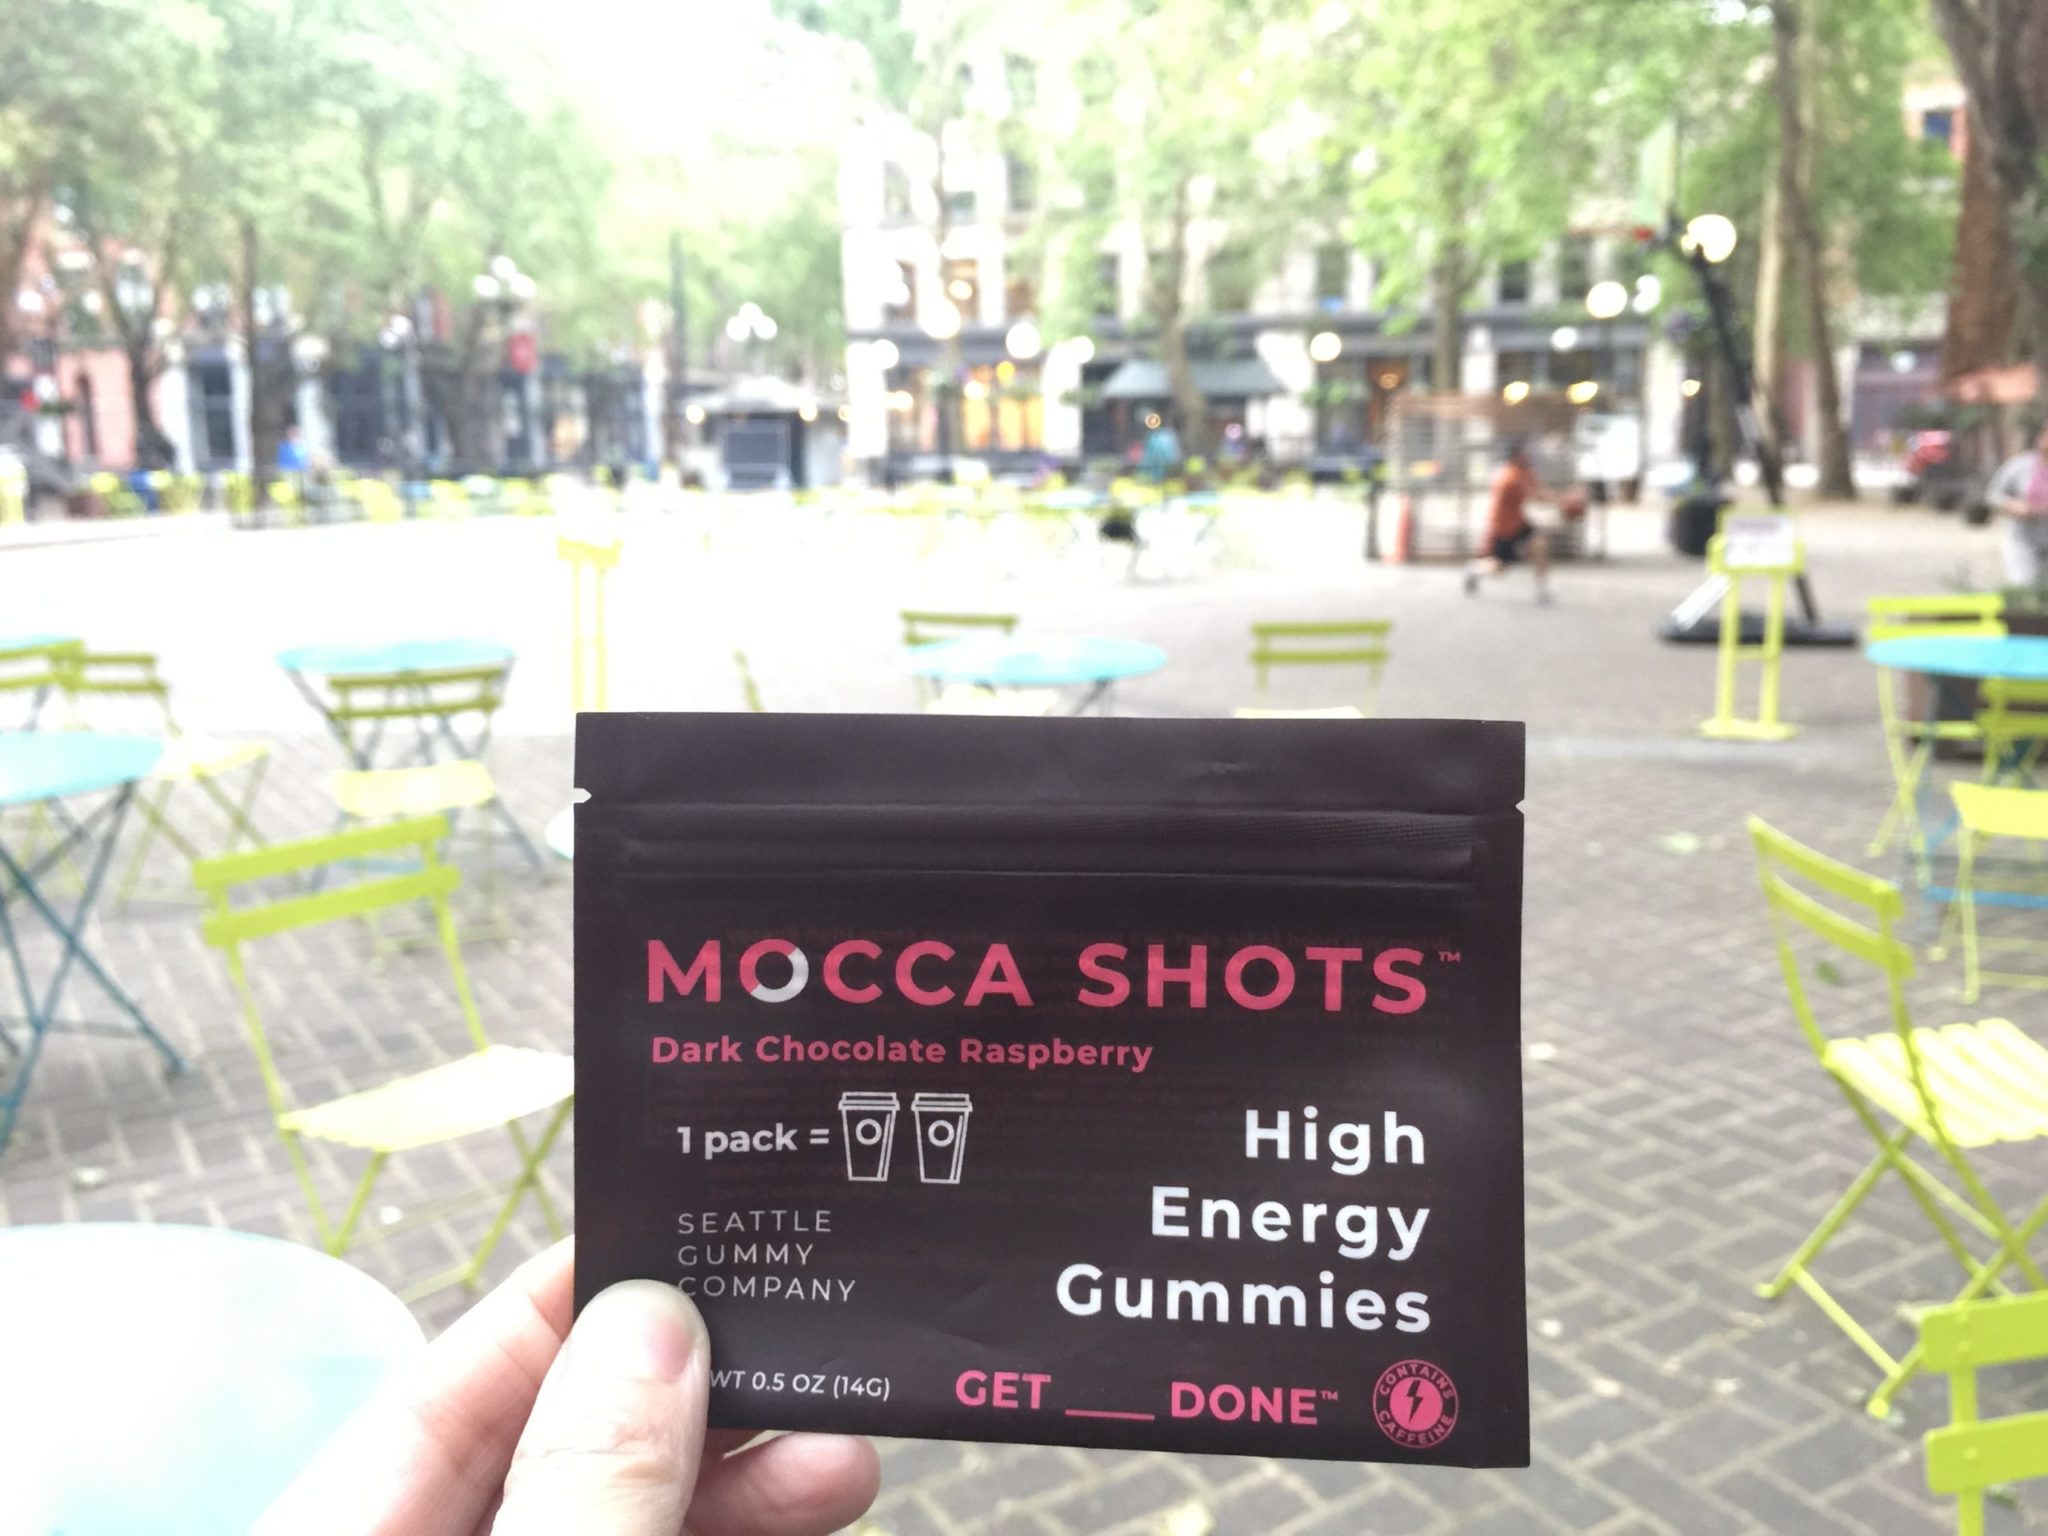 MOCCA SHOTS™
Dark Chocolate Raspberry
1 pack =
High
Energy
Gummies
SEATTLE
GUMMY
COMPANY
WT 0.5 OZ (14G)
GET ____ DONE™
CONTAINS CAFFEINE